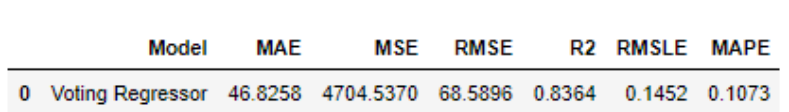 Model MAE MSE RMSE R2 RMSLE MAPE
0 Voting Regressor 46.8258 4704.5370 68.5896 0.8364 0.1452 0.1073